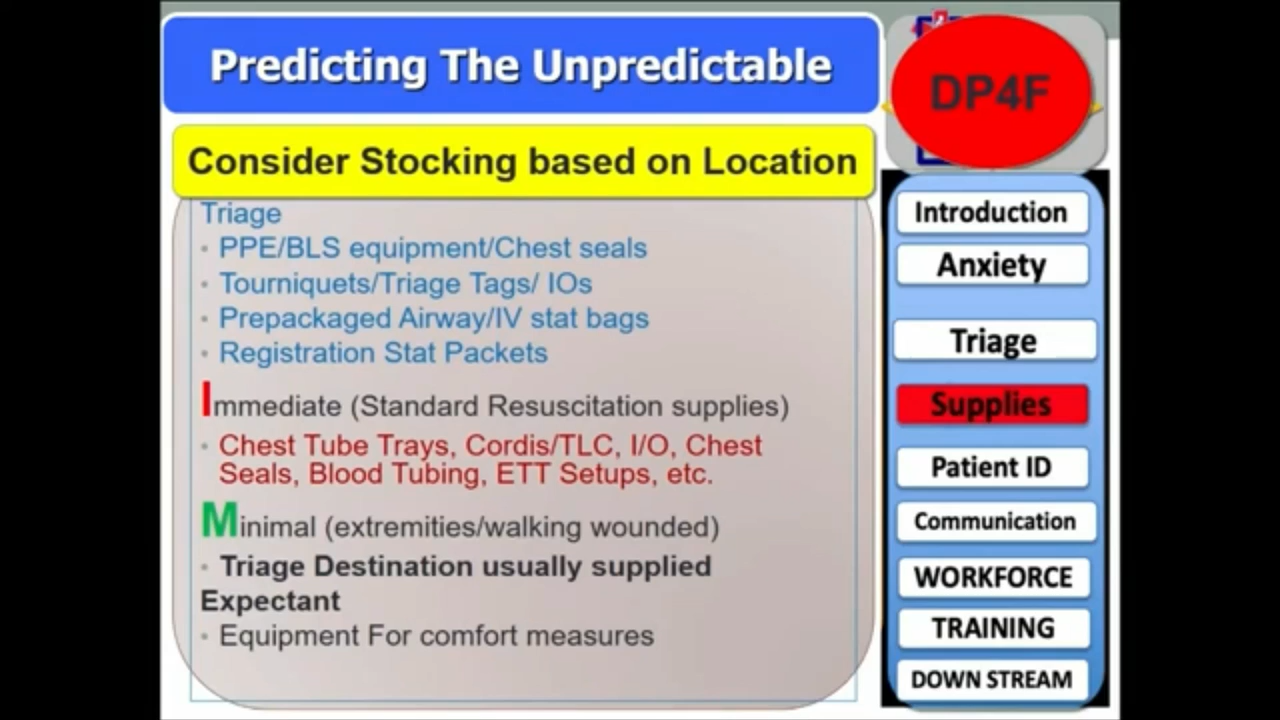 Predicting The Unpredictable
DP4F
Consider Stocking based on Location
Triage
• PPE/BLS equipment/Chest seals
• Tourniquets/Triage Tags/ IOs
• Prepackaged Airway/IV stat bags
• Registration Stat Packets
Immediate (Standard Resuscitation supplies)
• Chest Tube Trays, Cordis/TLC, I/O, Chest
Seals, Blood Tubing, ETT Setups, etc.
Minimal (extremities/walking wounded)
• Triage Destination usually supplied
Expectant
• Equipment For comfort measures
Introduction
Anxiety
Triage
Supplies
Patient ID
Communication
WORKFORCE
TRAINING
DOWN STREAM